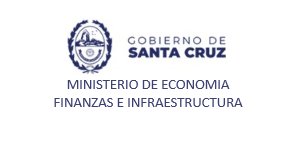 GOBIERNO DE
SANTA CRUZ
MINISTERIO DE ECONOMIA
FINANZAS E INFRAESTRUCTURA